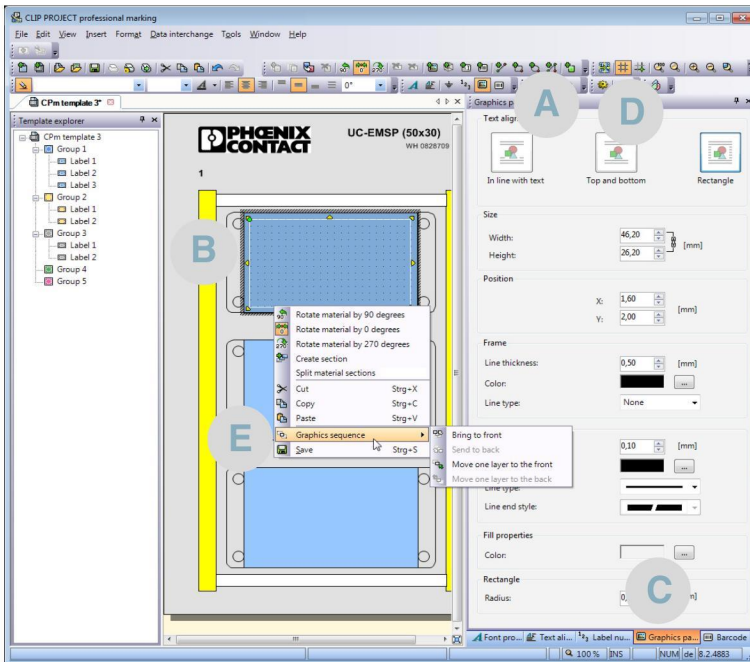 CLIP PROJECT professional marking
File Edit View Insert Format Data interchange Tools Window Help
0°
CPm template 3*
Graphics p
A
D
Template explorer
CPm template 3
Group 1
Label 1
Label 2
Label 3
Group 2
Label 1
Label 2
Group 3
Label 1
Label 2
Group 4
Group 5
PHŒNIX
CONTACT
UC-EMSP (50x30)
WH 0828709
1
B
Rotate material by 90 degrees
Rotate material by 0 degrees
Rotate material by 270 degrees
Create section
Split material sections
Cut Strg+X
Copy Strg+C
Paste Strg+V
Graphics sequence
Save Strg+S
E
Bring to front
Send to back
Move one layer to the front
Move one layer to the back
Text align
In line with text
Top and bottom
Rectangle
Size
Width: 46,20
Height: 26,20
[mm]
Position
X: 1,60
Y: 2,00
[mm]
Frame
Line thickness: 0,50 [mm]
Color: ...
Line type: None
0,10 [mm]
...
Line type:
Line end style:
Fill properties
Color: ...
Rectangle
Radius: 0,
C
Font pro... Text ali... Label nu... Graphics pa... Barcode
100 % INS NUM de 8.2.4883